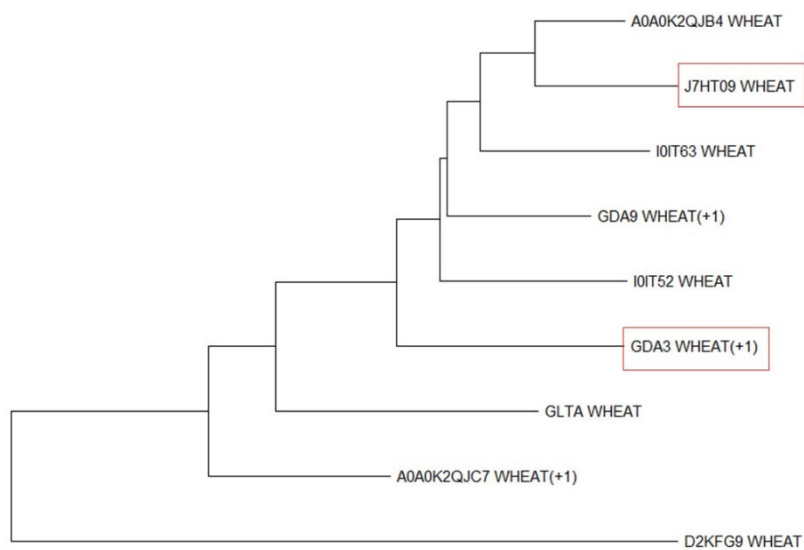 A0A0K2QJB4 WHEAT
J7HT09 WHEAT
I0IT63 WHEAT
GDA9 WHEAT(+1)
I0IT52 WHEAT
GDA3 WHEAT(+1)
GLTA WHEAT
A0A0K2QJC7 WHEAT(+1)
D2KFG9 WHEAT